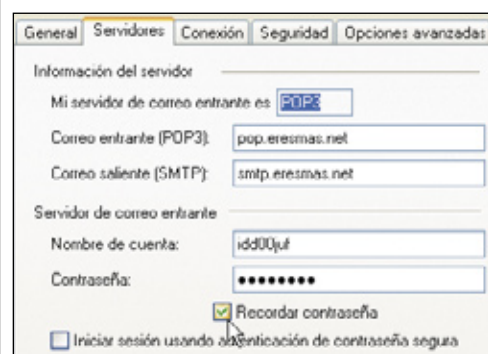 General Servidores Conexión Seguridad Opciones avanzadas
Información del servidor
Mi servidor de correo entrante es POP3
Correo entrante (POP3): pop.eresmas.net
Correo saliente (SMTP): smtp.eresmas.net
Servidor de correo entrante
Nombre de cuenta: idd00juf
Contraseña: ●●●●●●●●
Recordar contraseña
Iniciar sesión usando autenticación de contraseña segura